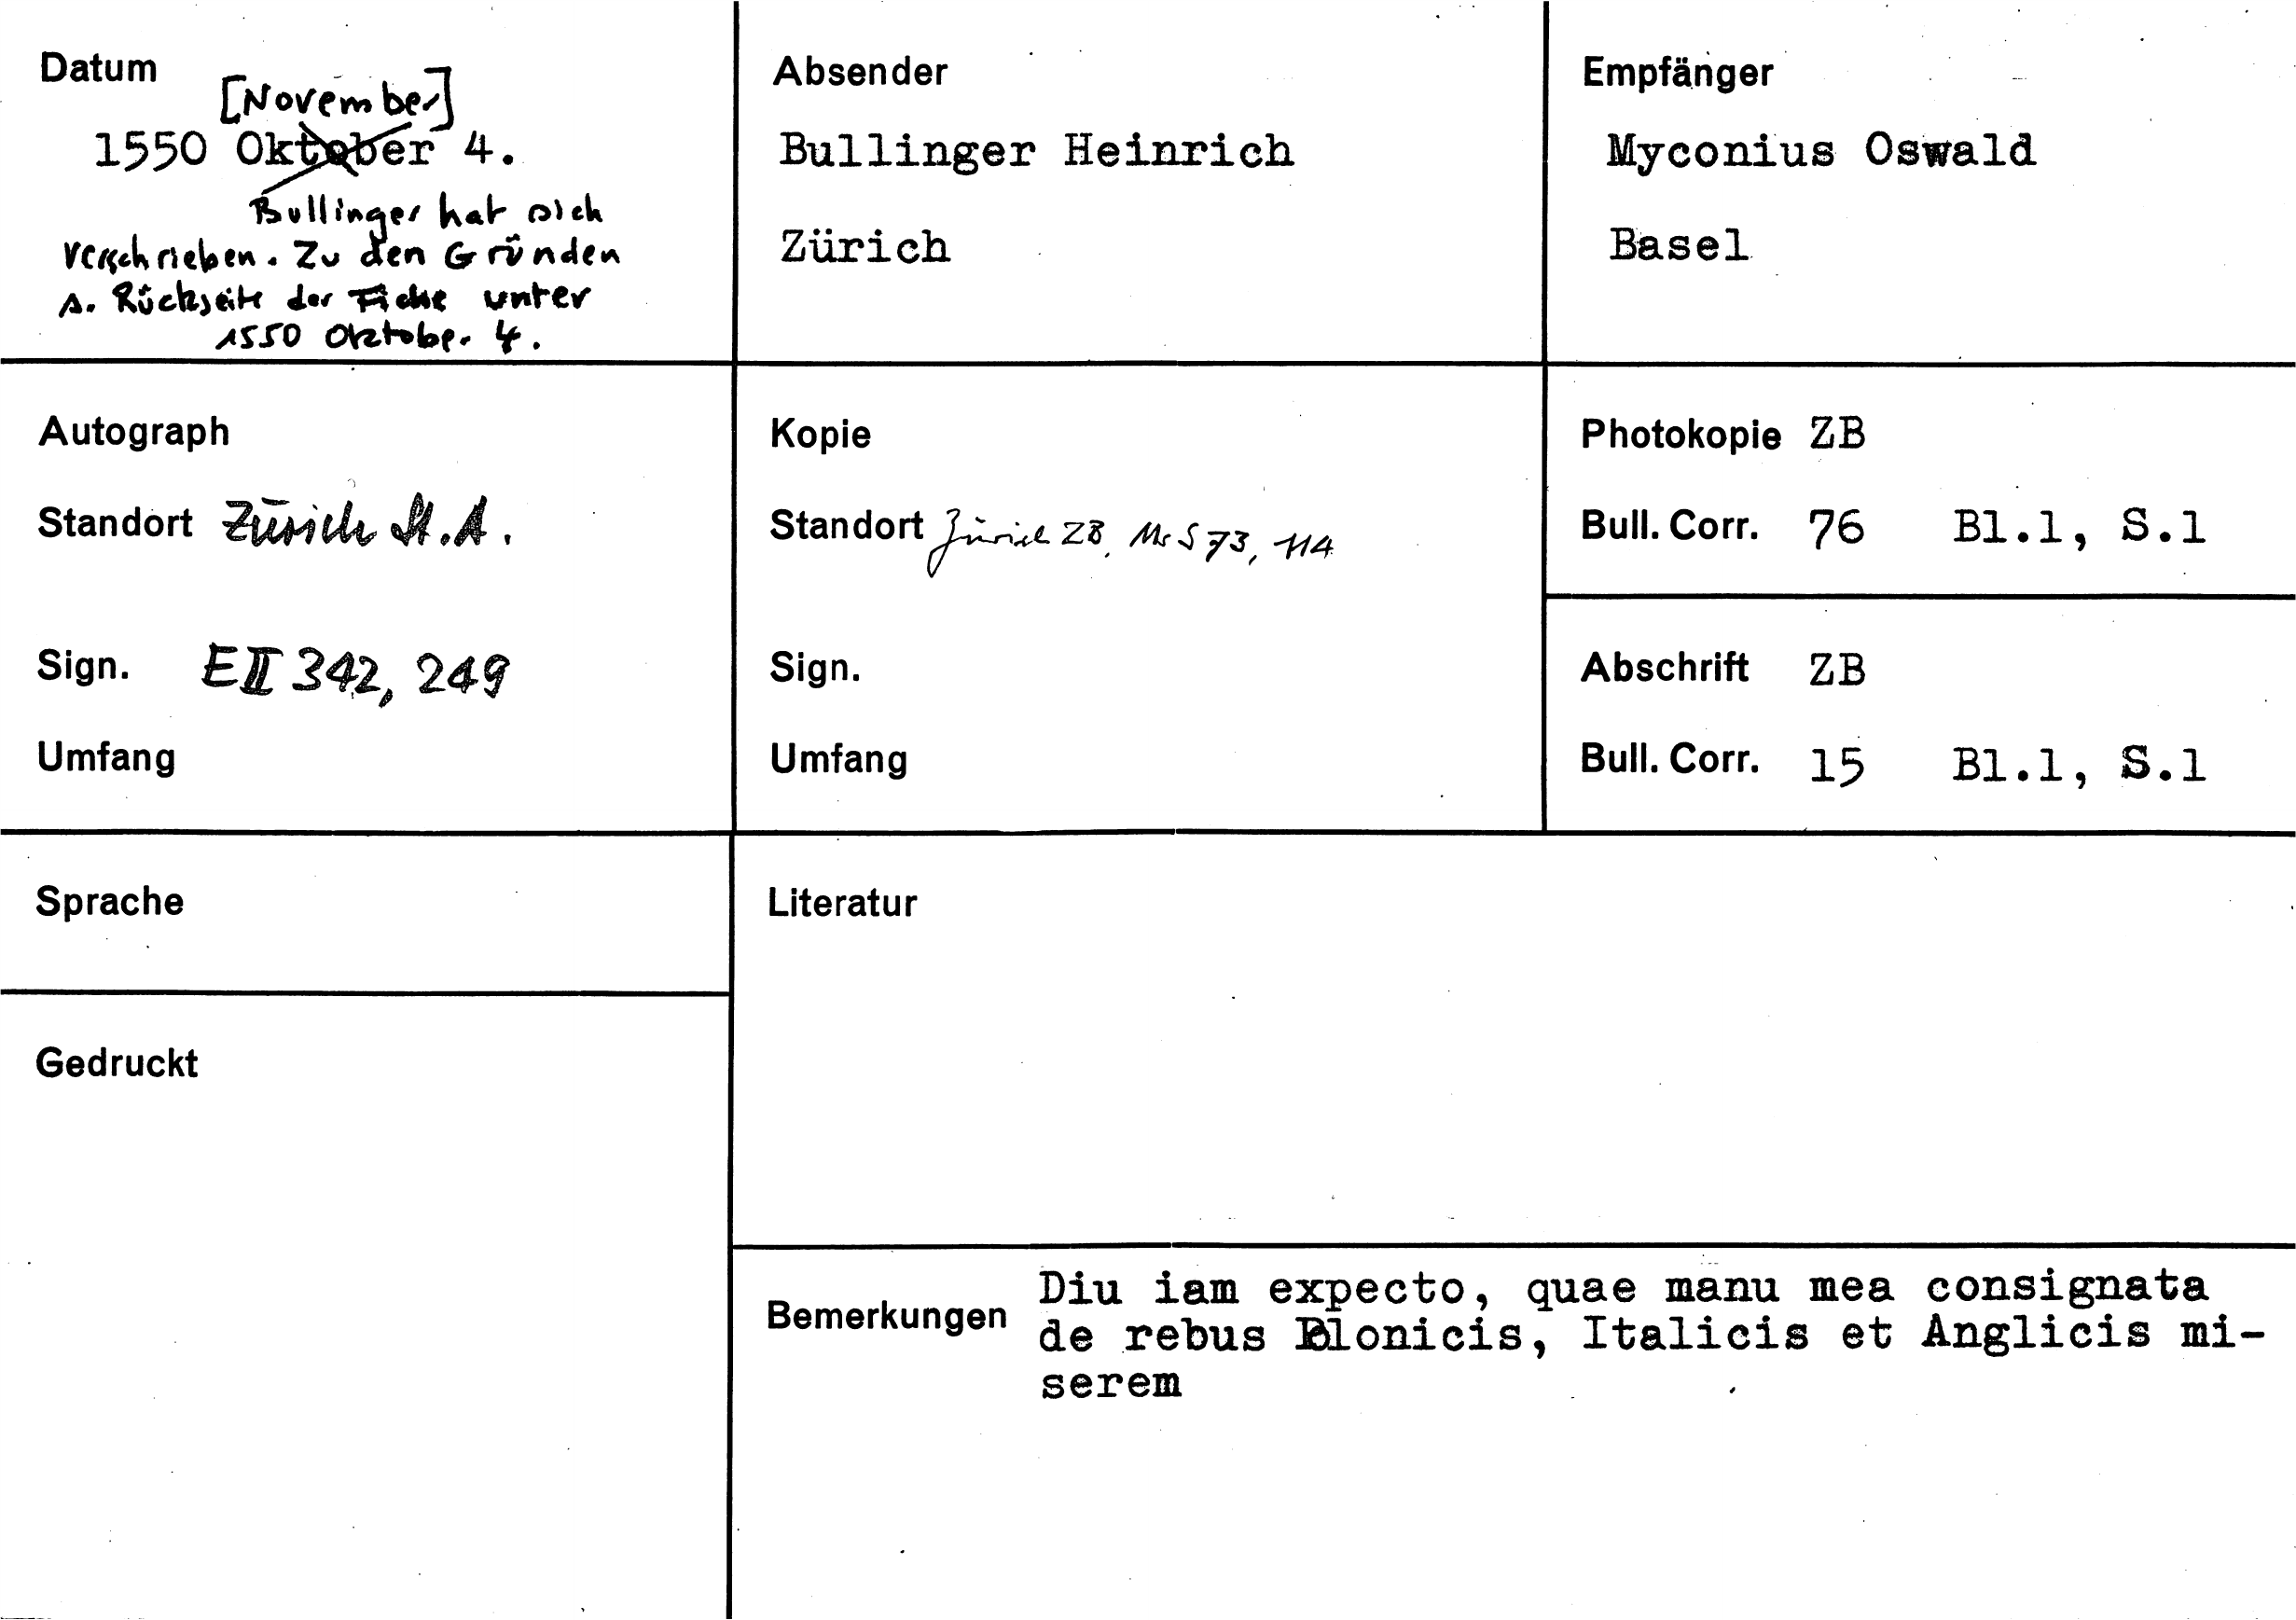 Datum
[November]
1550 Oktober 4.
Bullinger hat sich
verschrieben. Zu den Gründen
s. Rückseite der Fiche unter
1550 Oktober 4.
Absender
Bullinger Heinrich
Zürich
Empfänger
Myconius Oswald
Basel
Autograph
Standort Zürich St.A.
Sign. E II 342, 249
Umfang
Kopie
Standort Zürich ZB, Ms S 73, 114
Sign.
Umfang
Photokopie ZB
Bull. Corr. 76 Bl.1, S.1
Abschrift ZB
Bull. Corr. 15 Bl.1, S.1
Sprache
Gedruckt
Literatur
Bemerkungen
Diu iam expecto, quae manu mea consignata
de rebus Blonicis, Italicis et Anglicis mi-
serem